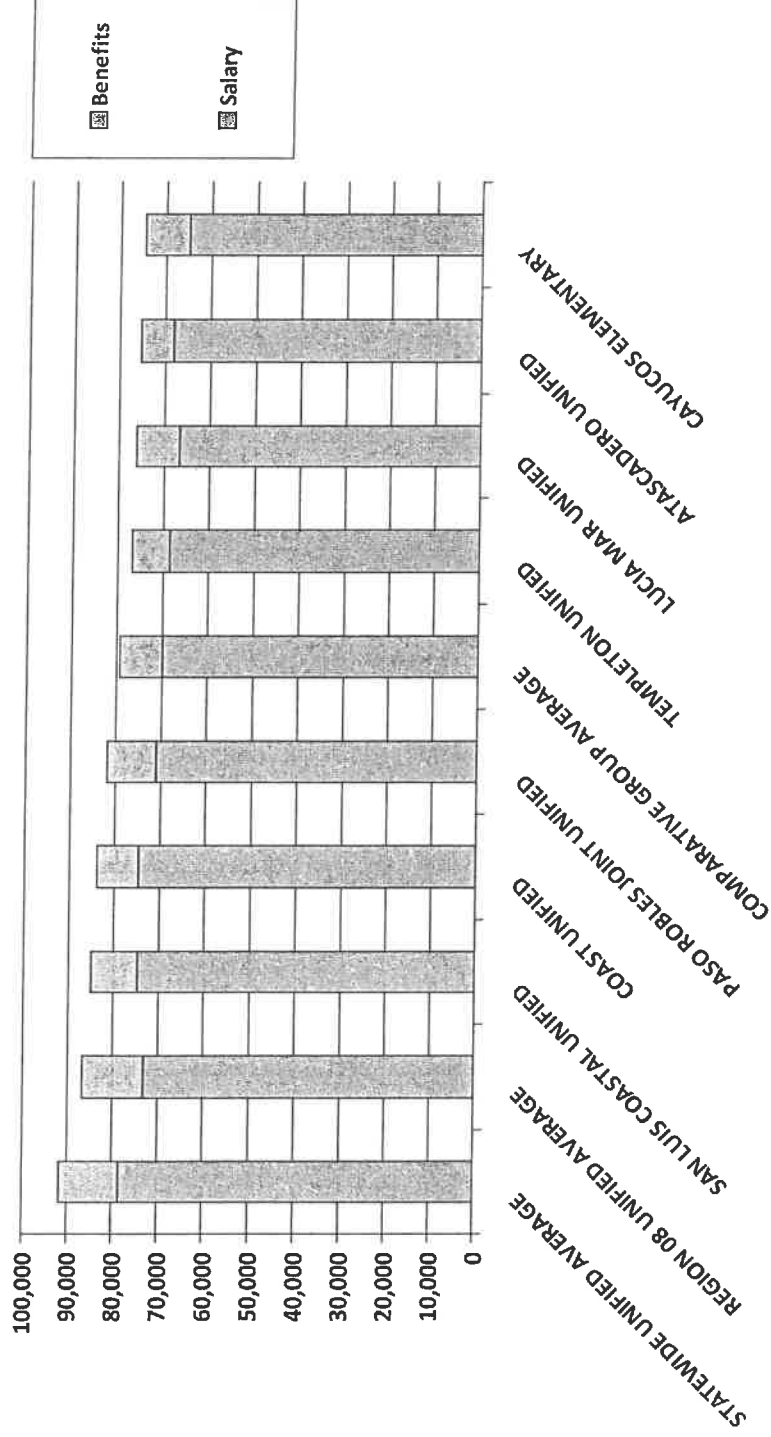 Benefits
Salary
100,000
90,000
80,000
70,000
60,000
50,000
40,000
30,000
20,000
10,000
0
STATEWIDE UNIFIED AVERAGE
REGION 08 UNIFIED AVERAGE
SAN LUIS COASTAL UNIFIED
COAST UNIFIED
PASO ROBLES JOINT UNIFIED
COMPARATIVE GROUP AVERAGE
TEMPLETON UNIFIED
LUCIA MAR UNIFIED
ATASCADERO UNIFIED
CAYUCOS ELEMENTARY